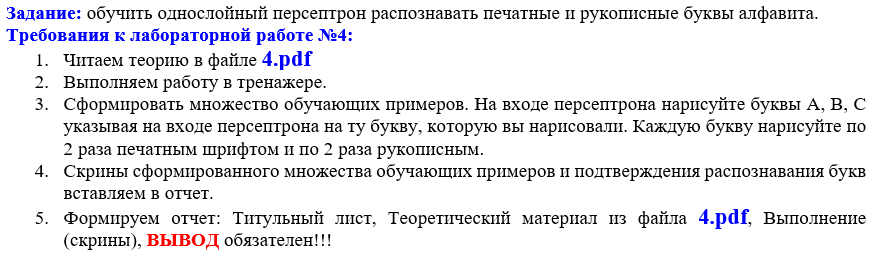 Задание: обучить однослойный персептрон распознавать печатные и рукописные буквы алфавита.
Требования к лабораторной работе №4:
1. Читаем теорию в файле 4.pdf
2. Выполняем работу в тренажере.
3. Сформировать множество обучающих примеров. На входе персептрона нарисуйте буквы А, В, С
указывая на входе персептрона на ту букву, которую вы нарисовали. Каждую букву нарисуйте по
2 раза печатным шрифтом и по 2 раза рукописным.
4. Скрины сформированного множества обучающих примеров и подтверждения распознавания букв
вставляем в отчет.
5. Формируем отчет: Титульный лист, Теоретический материал из файла 4.pdf, Выполнение
(скрины), ВЫВОД обязателен!!!